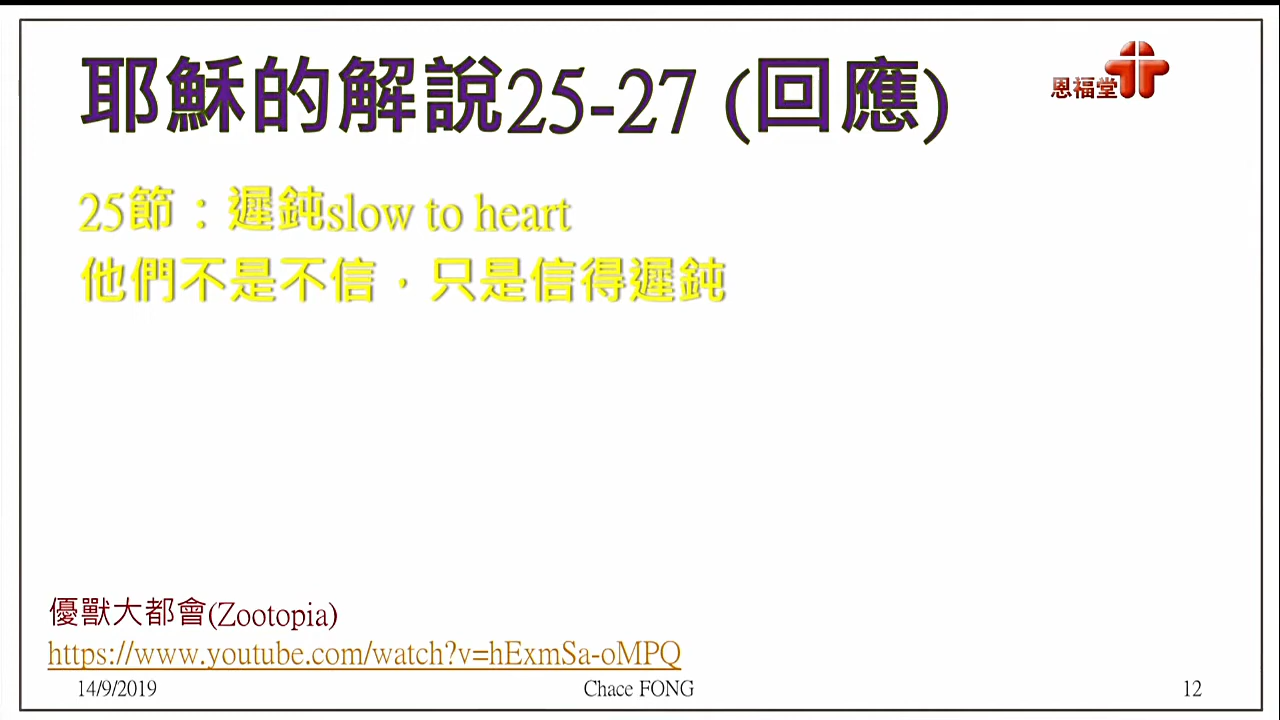 耶穌的解說25-27 (回應)
恩福堂
25節：遲鈍slow to heart
他們不是不信，只是信得遲鈍
優獸大都會(Zootopia)
https://www.youtube.com/watch?v=hExmSa-oMPQ
14/9/2019
Chace FONG
12